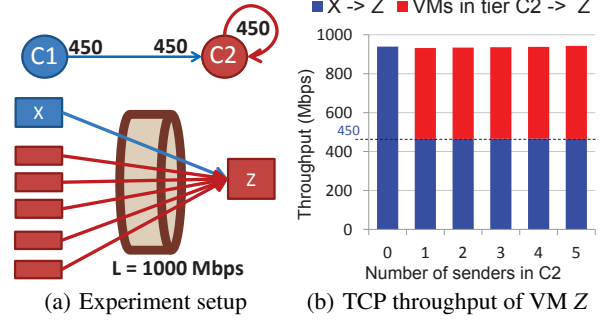 450
450
450
C1
C2
X
Z
L = 1000 Mbps
(a) Experiment setup
X -> Z
VMs in tier C2 -> Z
Throughput (Mbps)
1000
800
600
450
400
200
0
0 1 2 3 4 5
Number of senders in C2
(b) TCP throughput of VM Z